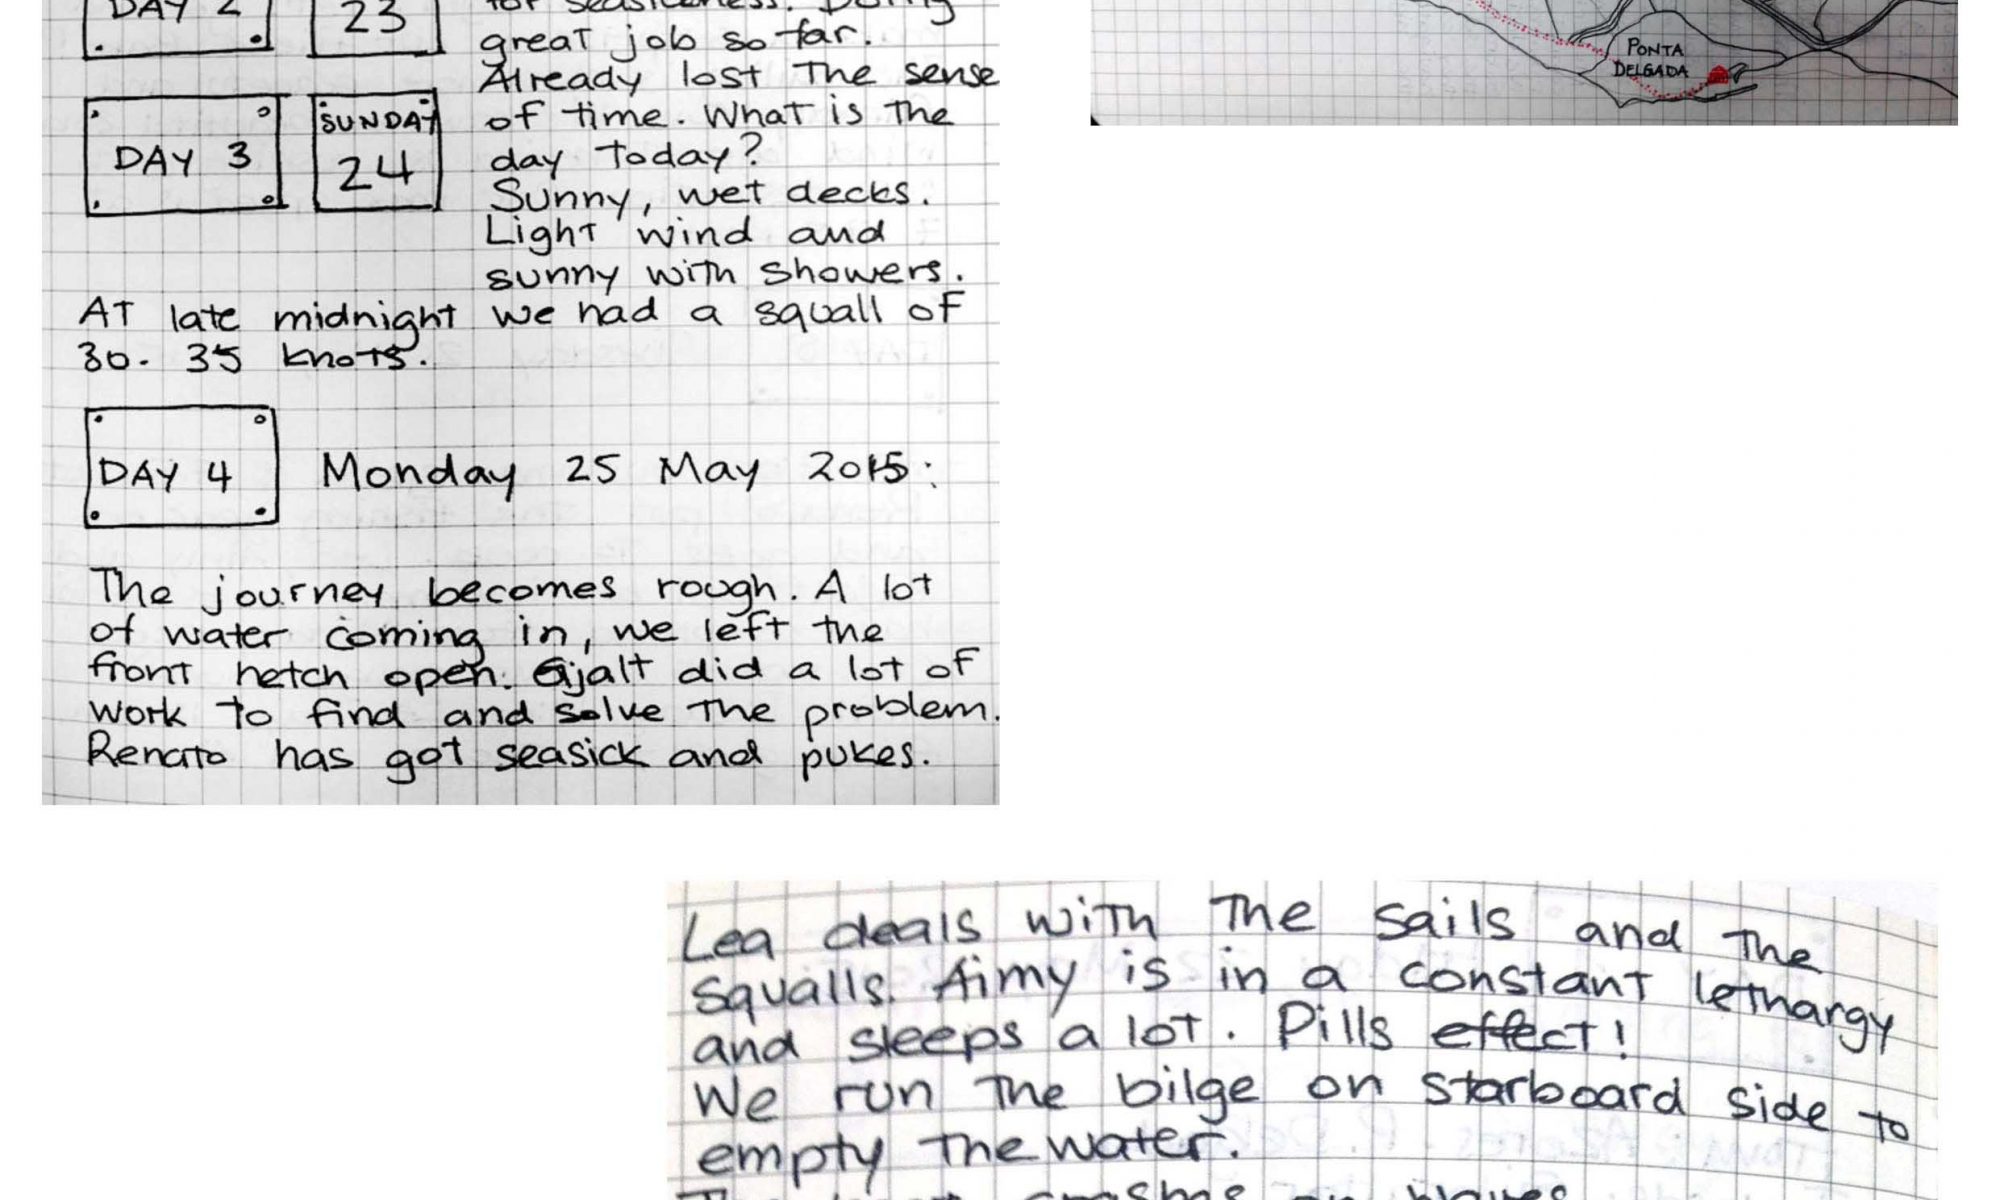 DAY 2
23
for seasickness. Doing
great job so far.
Already lost the sense
DAY 3
SUNDAY
24
of time. What is the
day today?
Sunny, wet decks.
Light wind and
sunny with showers.
At late midnight we had a squall of
30-35 knots.
DAY 4
Monday 25 May 2015:
The journey becomes rough. A lot
of water coming in, we left the
front hetch open. Gjalt did a lot of
work to find and solve the problem.
Renato has got seasick and pukes.
PONTA
DELGADA
Lea deals with the sails and the
squalls. Aimy is in a constant lethargy
and sleeps a lot. Pills effect!
We run the bilge on starboard side to
empty the water.